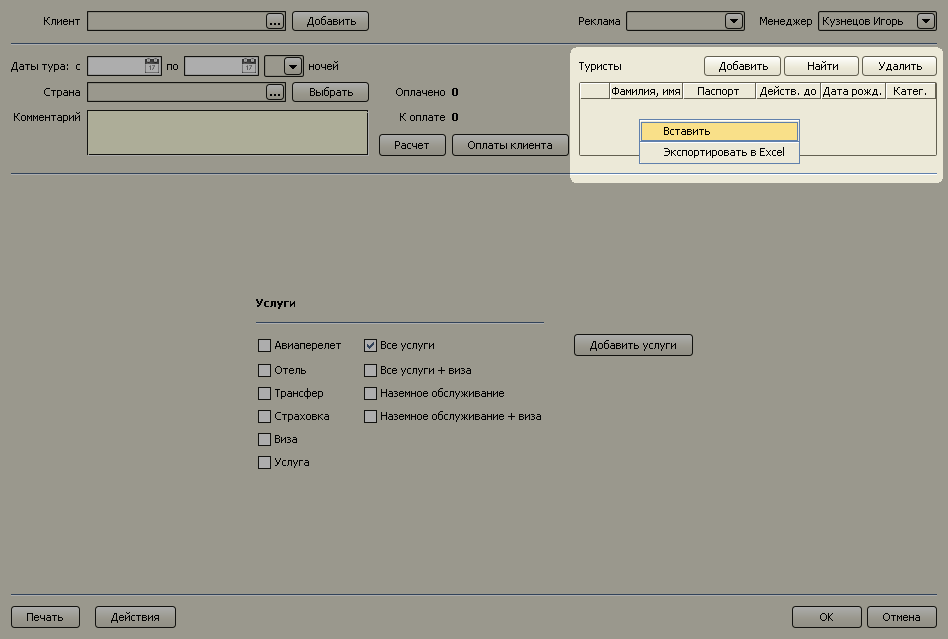 Клиент ... Добавить Реклама Менеджер Кузнецов Игорь
Даты тура: с 17 по 17 ночей
Страна ... Выбрать Оплачено 0
Комментарий К оплате 0
Расчет Оплаты клиента
Туристы Добавить Найти Удалить
Фамилия, имя Паспорт Действ. до Дата рожд. Катег.
Вставить
Экспортировать в Excel
Услуги
Авиаперелет Все услуги Добавить услуги
Отель Все услуги + виза
Трансфер Наземное обслуживание
Страховка Наземное обслуживание + виза
Виза
Услуга
Печать Действия OK Отмена